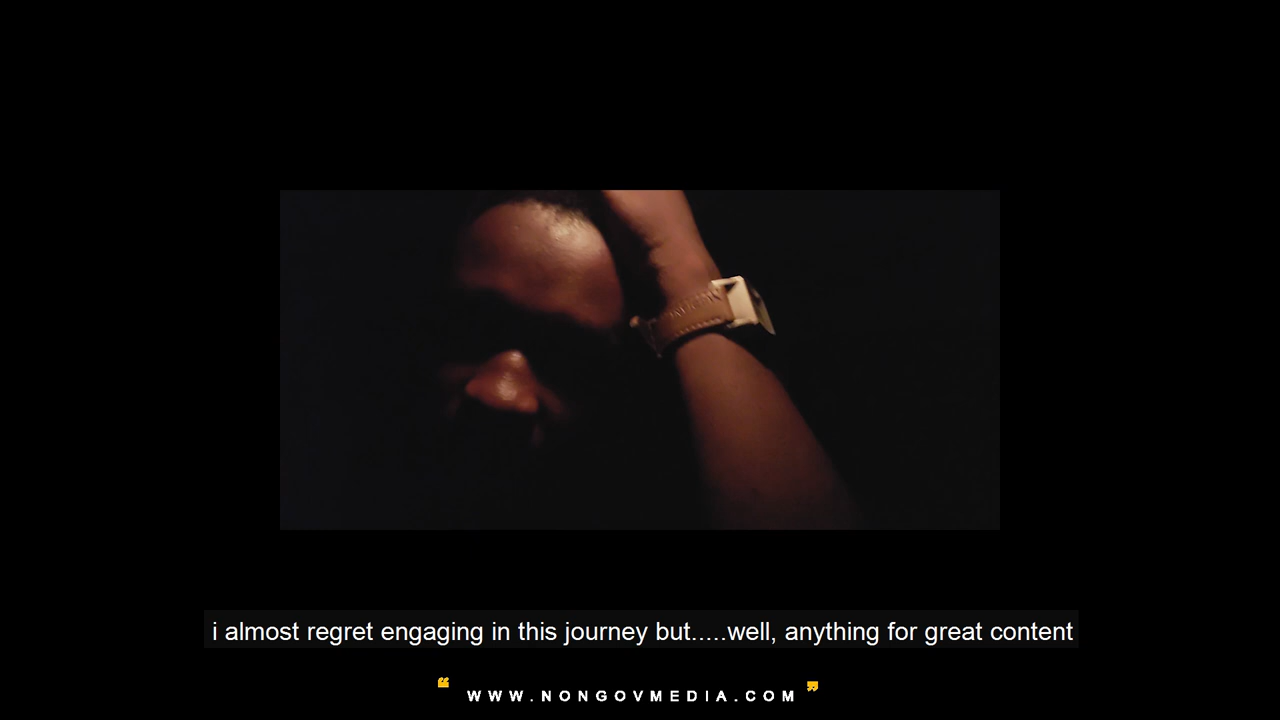 i almost regret engaging in this journey but.....well, anything for great content
“ WWW.NONGOVMEDIA.COM ”